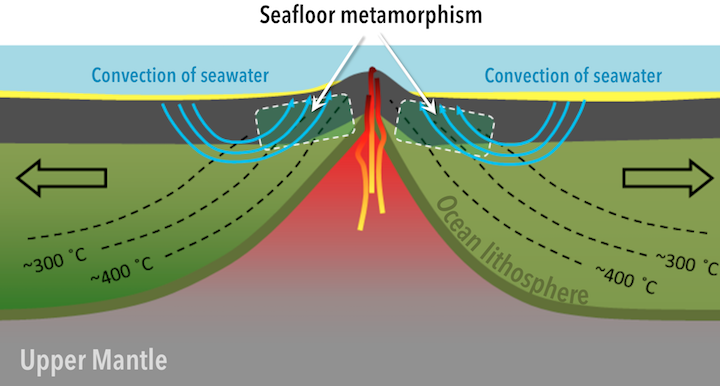 Seafloor metamorphism
Convection of seawater
Convection of seawater
Ocean lithosphere
~300 ˚C
~400 ˚C
~400 ˚C
~300 ˚C
Upper Mantle